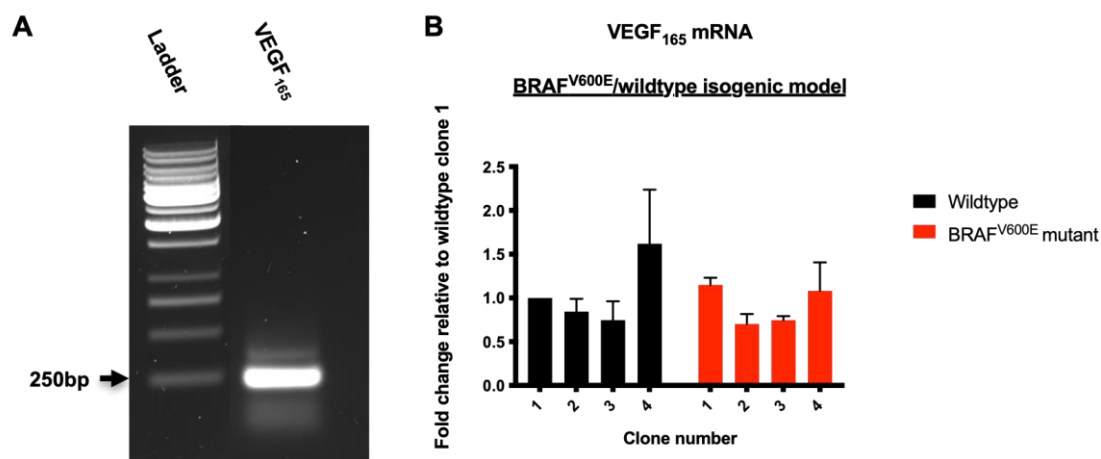 A
Ladder
VEGF₁₆₅
250bp
B
VEGF₁₆₅ mRNA
BRAFⱽ⁶⁰⁰ᴱ/wildtype isogenic model
Fold change relative to wildtype clone 1
2.5
2.0
1.5
1.0
0.5
0.0
1 2 3 4 1 2 3 4
Clone number
Wildtype
BRAFⱽ⁶⁰⁰ᴱ mutant